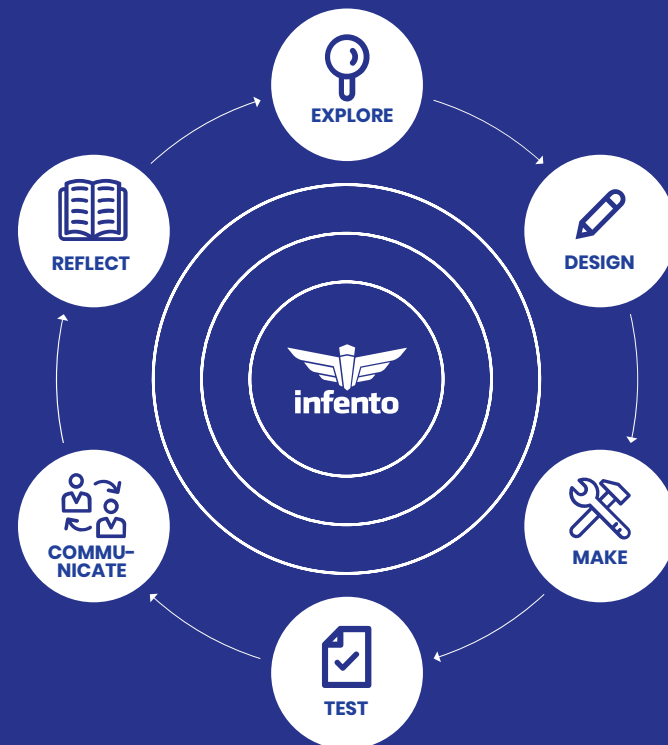 EXPLORE
DESIGN
MAKE
TEST
COMMU-
NICATE
REFLECT
infento